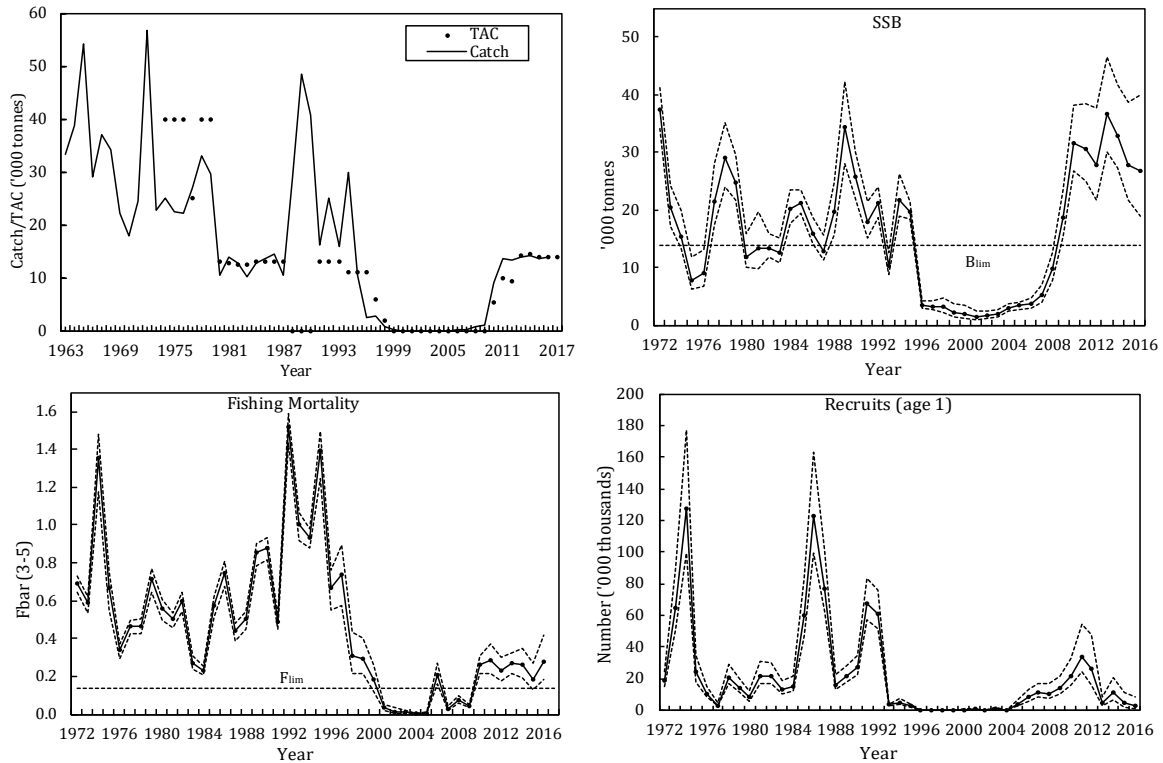 TAC
Catch
60
50
40
30
20
10
0
Catch/TAC ('000 tonnes)
1963 1969 1975 1981 1987 1993 1999 2005 2011 2017
Year
SSB
50
40
30
20
10
0
'000 tonnes
Blim
1972 1976 1980 1984 1988 1992 1996 2000 2004 2008 2012 2016
Year
Fishing Mortality
1.6
1.4
1.2
1.0
0.8
0.6
0.4
0.2
0.0
Fbar (3-5)
Flim
1972 1976 1980 1984 1988 1992 1996 2000 2004 2008 2012 2016
Year
Recruits (age 1)
200
180
160
140
120
100
80
60
40
20
0
Number ('000 thousands)
1972 1976 1980 1984 1988 1992 1996 2000 2004 2008 2012 2016
Year